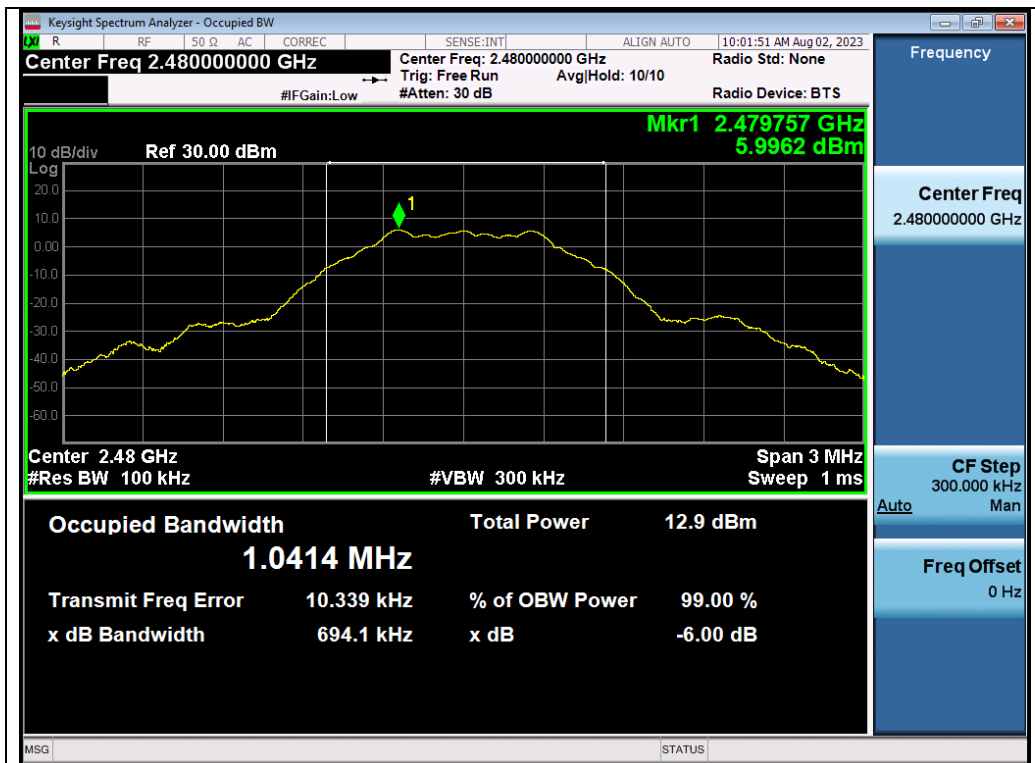 Keysight Spectrum Analyzer - Occupied BW
LXI R RF 50 Ω AC CORREC SENSE:INT ALIGN AUTO 10:01:51 AM Aug 02, 2023
Center Freq 2.480000000 GHz
Center Freq: 2.480000000 GHz
Radio Std: None
Trig: Free Run Avg|Hold: 10/10
#IFGain:Low
#Atten: 30 dB
Radio Device: BTS
Frequency
Mkr1 2.479757 GHz
5.9962 dBm
10 dB/div Ref 30.00 dBm
Log
20.0
10.0
0.00
-10.0
-20.0
-30.0
-40.0
-50.0
-60.0
1
Center 2.48 GHz Span 3 MHz
#Res BW 100 kHz #VBW 300 kHz Sweep 1 ms
Center Freq
2.480000000 GHz
CF Step
300.000 kHz
Auto Man
Freq Offset
0 Hz
Occupied Bandwidth Total Power 12.9 dBm
1.0414 MHz
Transmit Freq Error 10.339 kHz % of OBW Power 99.00 %
x dB Bandwidth 694.1 kHz x dB -6.00 dB
MSG STATUS